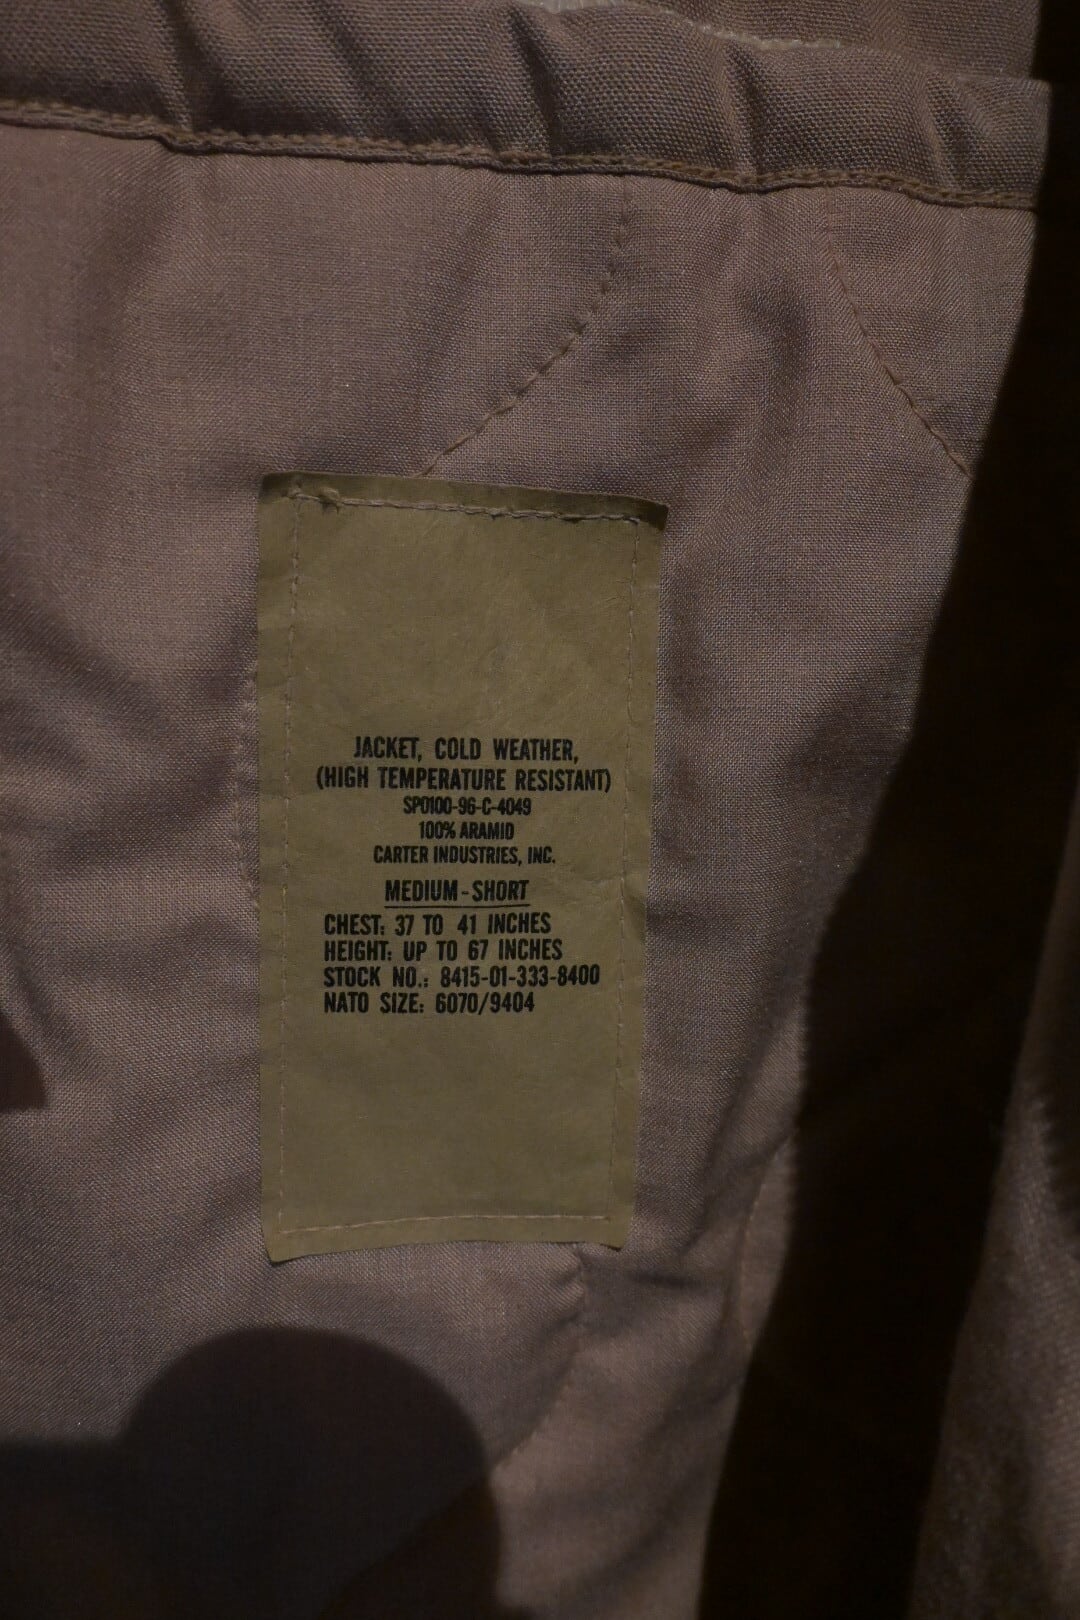 JACKET, COLD WEATHER,
(HIGH TEMPERATURE RESISTANT)
SPO100-96-C-4049
100% ARAMID
CARTER INDUSTRIES, INC.
MEDIUM-SHORT
CHEST: 37 TO 41 INCHES
HEIGHT: UP TO 67 INCHES
STOCK NO.: 8415-01-333-8400
NATO SIZE: 6070/9404